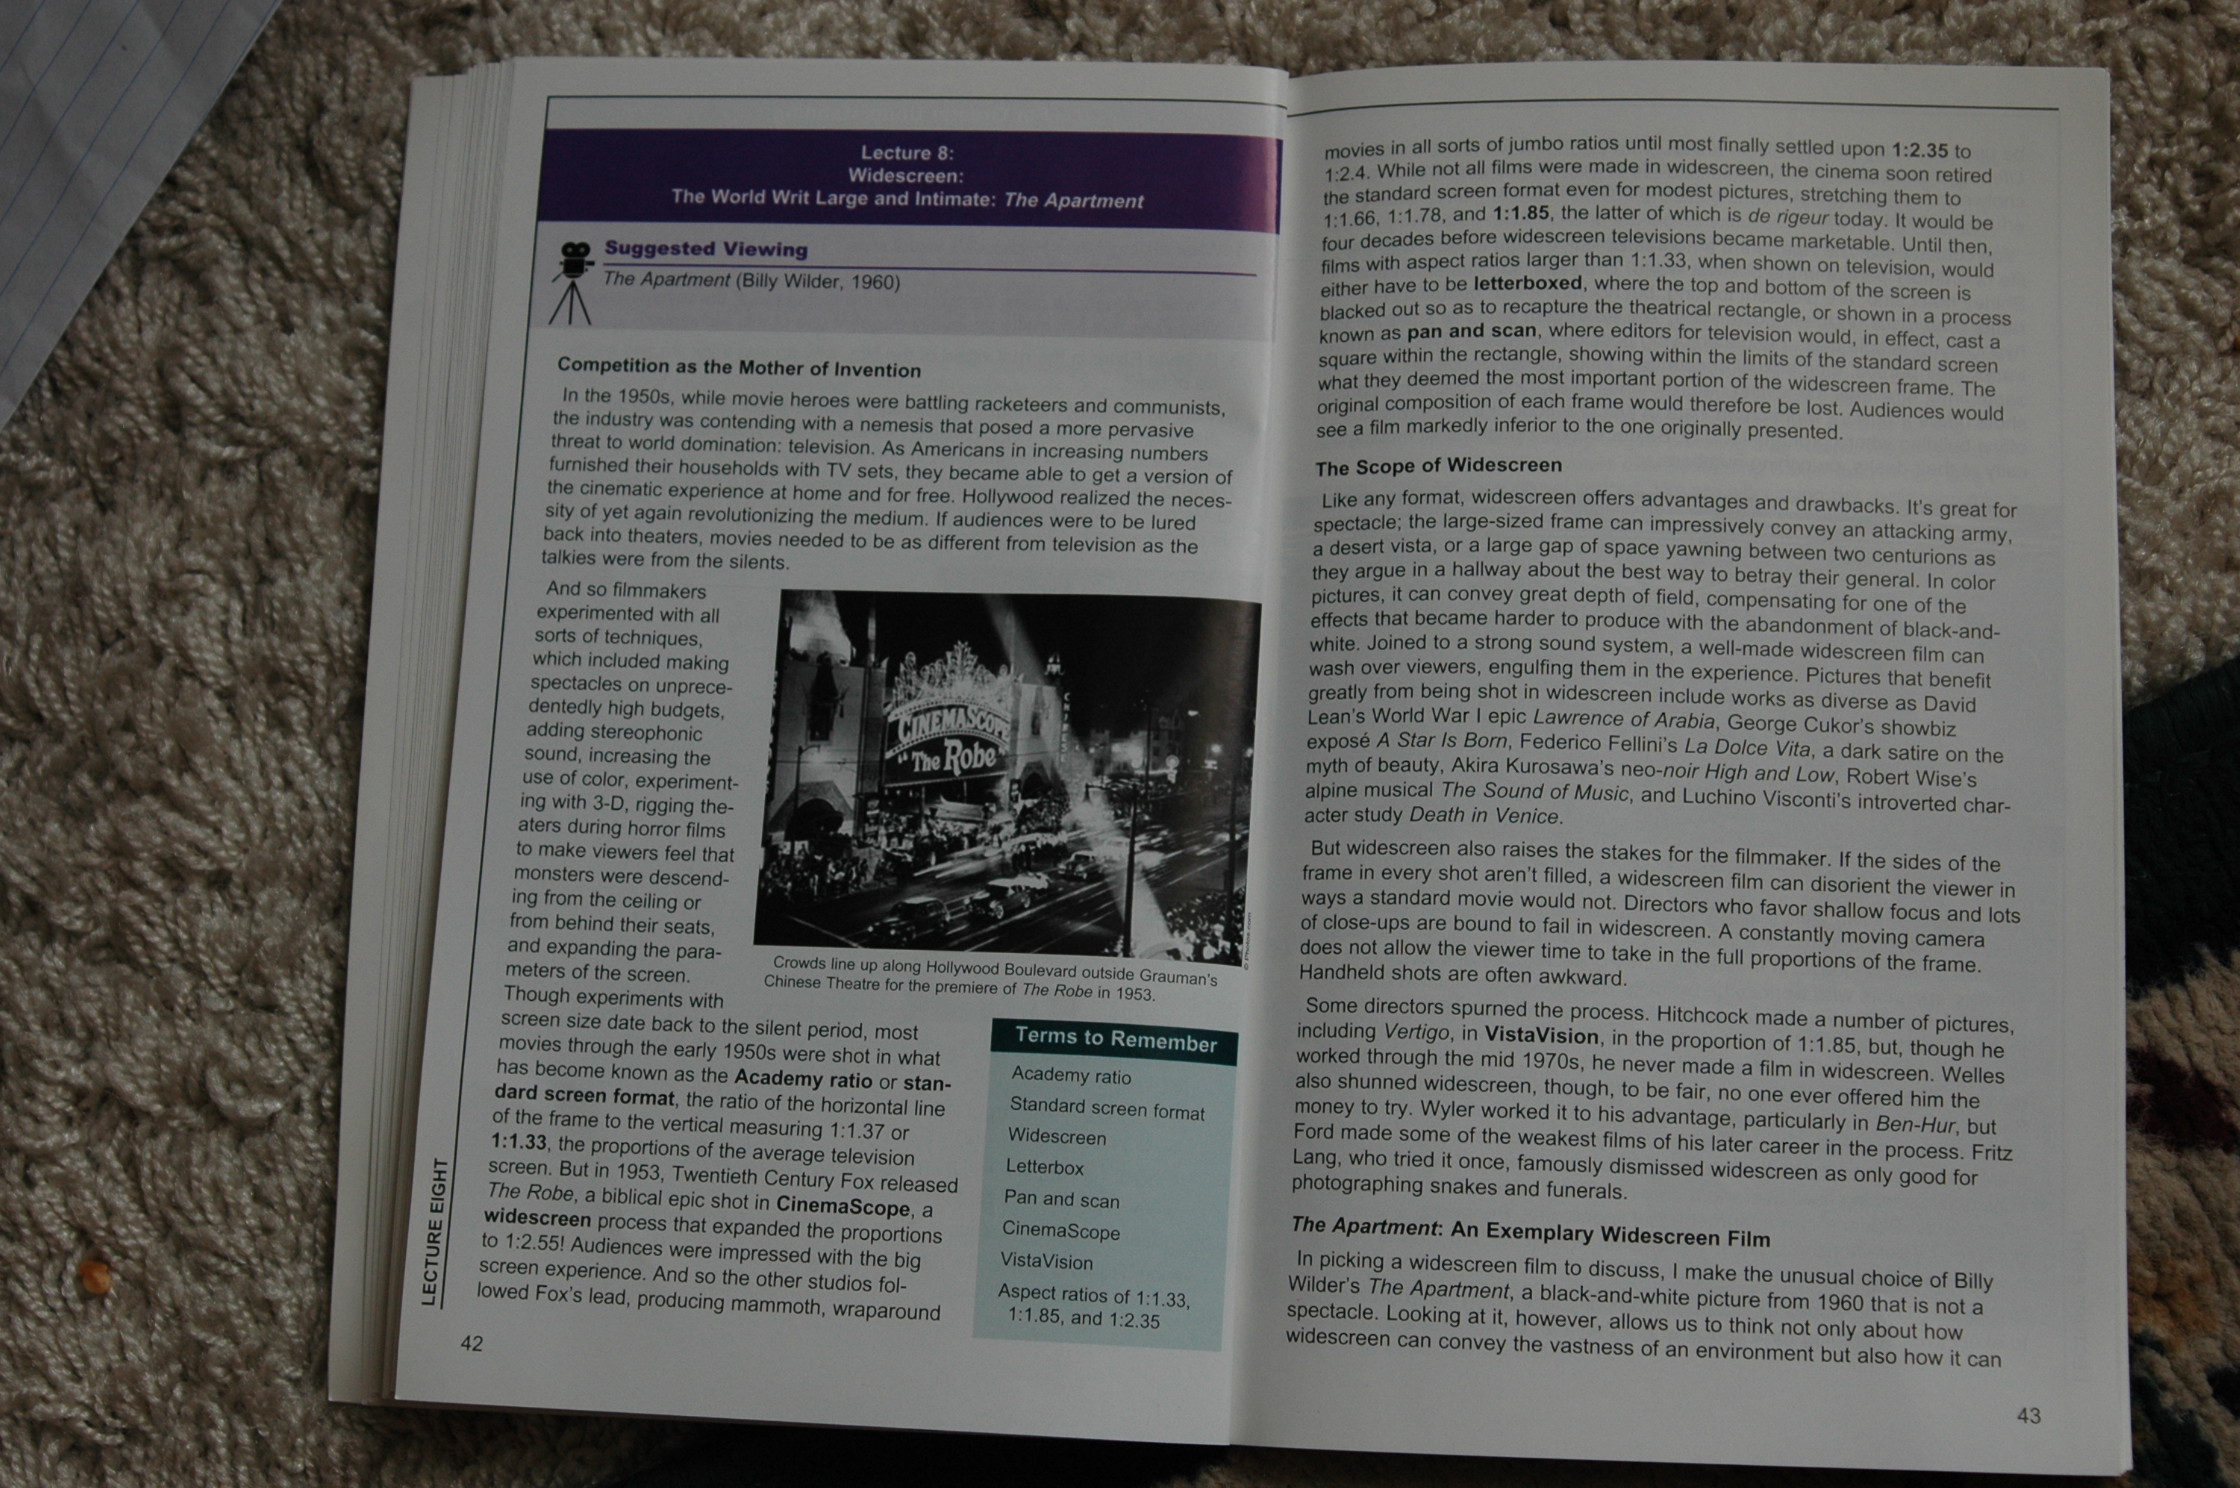 Lecture 8:
Widescreen:
The World Writ Large and Intimate: The Apartment
Suggested Viewing
The Apartment (Billy Wilder, 1960)
Competition as the Mother of Invention
In the 1950s, while movie heroes were battling racketeers and communists,
the industry was contending with a nemesis that posed a more pervasive
threat to world domination: television. As Americans in increasing numbers
furnished their households with TV sets, they became able to get a version of
the cinematic experience at home and for free. Hollywood realized the neces-
sity of yet again revolutionizing the medium. If audiences were to be lured
back into theaters, movies needed to be as different from television as the
talkies were from the silents.
And so filmmakers
experimented with all
sorts of techniques,
which included making
spectacles on unprece-
dentedly high budgets,
adding stereophonic
sound, increasing the
use of color, experiment-
ing with 3-D, rigging the-
aters during horror films
to make viewers feel that
monsters were descend-
ing from the ceiling or
from behind their seats,
and expanding the para-
meters of the screen.
Though experiments with
screen size date back to the silent period, most
movies through the early 1950s were shot in what
has become known as the Academy ratio or stan-
dard screen format, the ratio of the horizontal line
of the frame to the vertical measuring 1:1.37 or
1:1.33, the proportions of the average television
screen. But in 1953, Twentieth Century Fox released
The Robe, a biblical epic shot in CinemaScope, a
widescreen process that expanded the proportions
to 1:2.55! Audiences were impressed with the big
screen experience. And so the other studios fol-
lowed Fox's lead, producing mammoth, wraparound
CINEMASCOPE
"The Robe"
CHINESE
© Photos.com
Crowds line up along Hollywood Boulevard outside Grauman's
Chinese Theatre for the premiere of The Robe in 1953.
Terms to Remember
Academy ratio
Standard screen format
Widescreen
Letterbox
Pan and scan
CinemaScope
VistaVision
Aspect ratios of 1:1.33,
1:1.85, and 1:2.35
LECTURE EIGHT
42
movies in all sorts of jumbo ratios until most finally settled upon 1:2.35 to
1:2.4. While not all films were made in widescreen, the cinema soon retired
the standard screen format even for modest pictures, stretching them to
1:1.66, 1:1.78, and 1:1.85, the latter of which is de rigeur today. It would be
four decades before widescreen televisions became marketable. Until then,
films with aspect ratios larger than 1:1.33, when shown on television, would
either have to be letterboxed, where the top and bottom of the screen is
blacked out so as to recapture the theatrical rectangle, or shown in a process
known as pan and scan, where editors for television would, in effect, cast a
square within the rectangle, showing within the limits of the standard screen
what they deemed the most important portion of the widescreen frame. The
original composition of each frame would therefore be lost. Audiences would
see a film markedly inferior to the one originally presented.
The Scope of Widescreen
Like any format, widescreen offers advantages and drawbacks. It's great for
spectacle; the large-sized frame can impressively convey an attacking army,
a desert vista, or a large gap of space yawning between two centurions as
they argue in a hallway about the best way to betray their general. In color
pictures, it can convey great depth of field, compensating for one of the
effects that became harder to produce with the abandonment of black-and-
white. Joined to a strong sound system, a well-made widescreen film can
wash over viewers, engulfing them in the experience. Pictures that benefit
greatly from being shot in widescreen include works as diverse as David
Lean's World War I epic Lawrence of Arabia, George Cukor's showbiz
exposé A Star Is Born, Federico Fellini's La Dolce Vita, a dark satire on the
myth of beauty, Akira Kurosawa's neo-noir High and Low, Robert Wise's
alpine musical The Sound of Music, and Luchino Visconti's introverted char-
acter study Death in Venice.
But widescreen also raises the stakes for the filmmaker. If the sides of the
frame in every shot aren't filled, a widescreen film can disorient the viewer in
ways a standard movie would not. Directors who favor shallow focus and lots
of close-ups are bound to fail in widescreen. A constantly moving camera
does not allow the viewer time to take in the full proportions of the frame.
Handheld shots are often awkward.
Some directors spurned the process. Hitchcock made a number of pictures,
including Vertigo, in VistaVision, in the proportion of 1:1.85, but, though he
worked through the mid 1970s, he never made a film in widescreen. Welles
also shunned widescreen, though, to be fair, no one ever offered him the
money to try. Wyler worked it to his advantage, particularly in Ben-Hur, but
Ford made some of the weakest films of his later career in the process. Fritz
Lang, who tried it once, famously dismissed widescreen as only good for
photographing snakes and funerals.
The Apartment: An Exemplary Widescreen Film
In picking a widescreen film to discuss, I make the unusual choice of Billy
Wilder's The Apartment, a black-and-white picture from 1960 that is not a
spectacle. Looking at it, however, allows us to think not only about how
widescreen can convey the vastness of an environment but also how it can
43